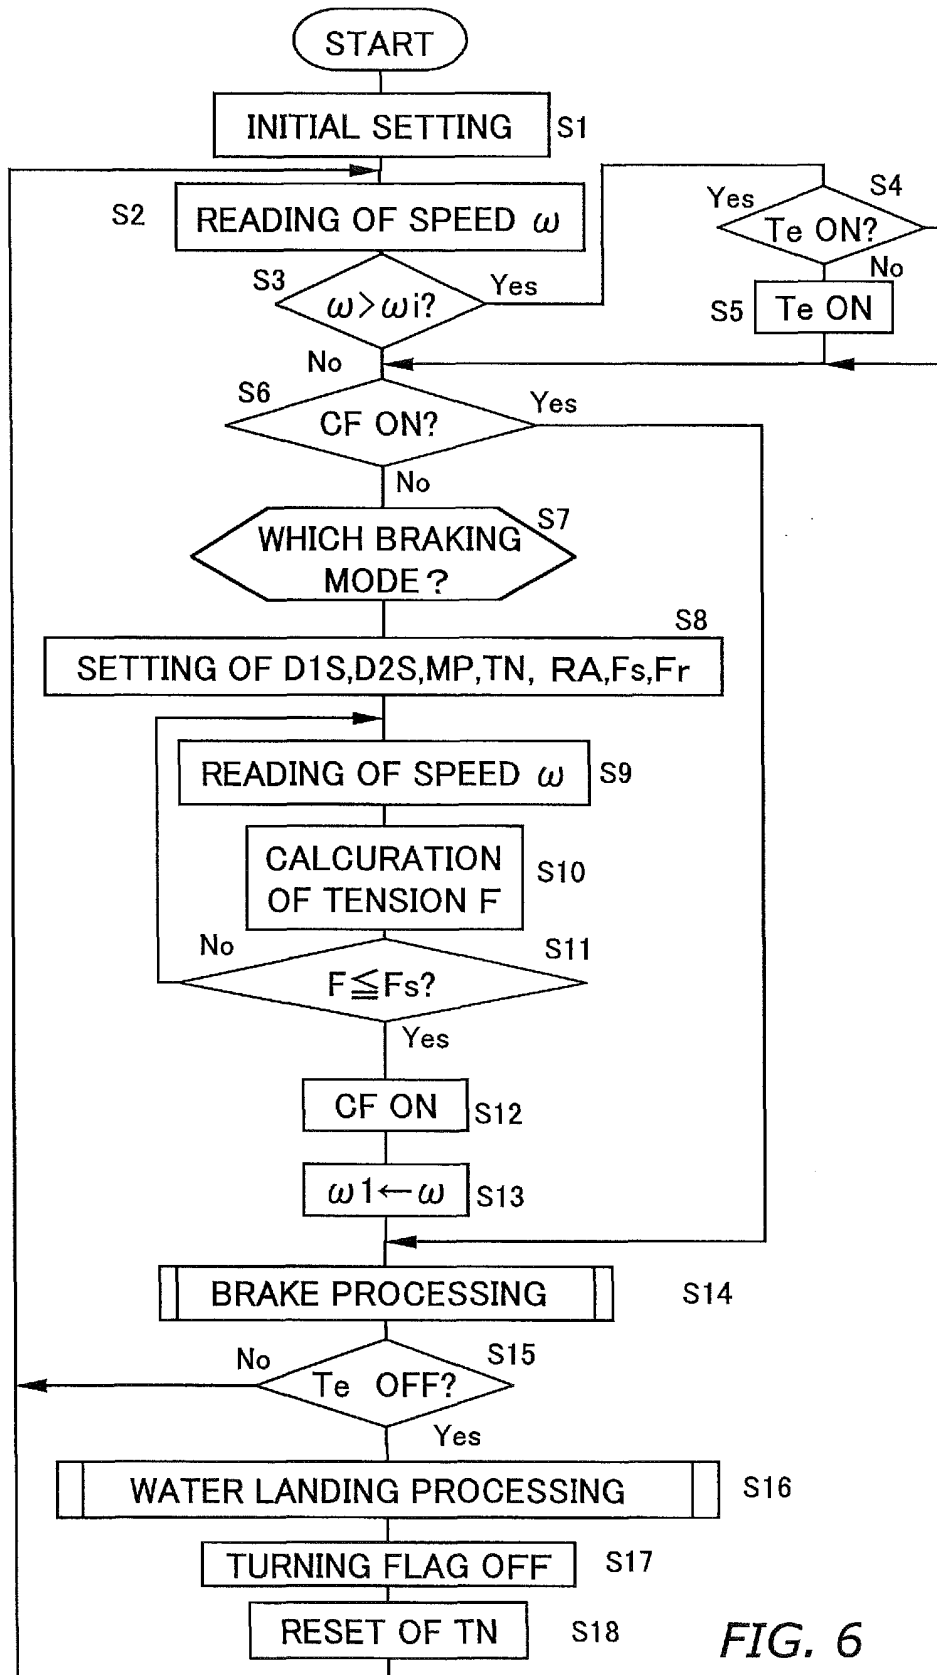 START
INITIAL SETTING
S1
S2
READING OF SPEED ω
S3
ω>ωi?
Yes
No
Yes
S4
Te ON?
No
S5
Te ON
S6
CF ON?
Yes
No
S7
WHICH BRAKING
MODE?
S8
SETTING OF D1S,D2S,MP,TN, RA,Fs,Fr
READING OF SPEED ω
S9
CALCURATION
OF TENSION F
S10
No
S11
F≦Fs?
Yes
CF ON
S12
ω1←ω
S13
BRAKE PROCESSING
S14
No
S15
Te OFF?
Yes
WATER LANDING PROCESSING
S16
TURNING FLAG OFF
S17
RESET OF TN
S18
FIG. 6